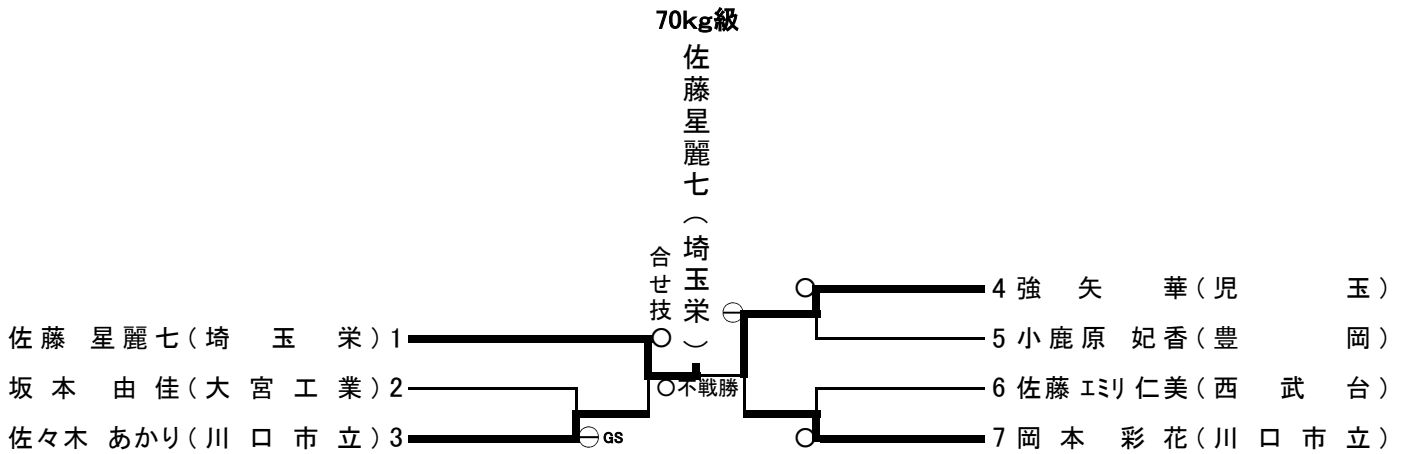 70kg級
佐藤星麗七（埼玉栄）
合せ技
佐藤 星麗七(埼 玉 栄)1
坂本 由佳(大宮工業)2
佐々木 あかり(川口市立)3
○
○不戦勝
GS
4 強矢 華(児 玉)
5 小鹿原 妃香(豊 岡)
6 佐藤 ｴﾐﾘ 仁美(西 武 台)
7 岡本 彩花(川口市立)
○
○